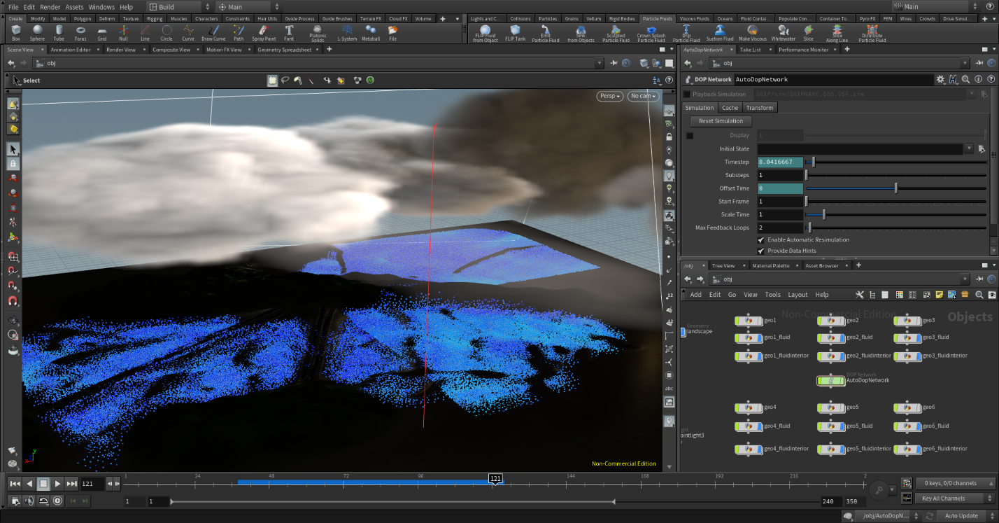 File Edit Render Assets Windows Help Build Main Main
Create Modify Model Polygon Deform Texture Rigging Muscles Characters Constraints Hair Utils Guide Process Guide Brushes Terrain FX Cloud FX Volume
Lights and C... Collisions Particles Grains Vellum Rigid Bodies Particle Fluids Viscous Fluids Oceans Fluid Contai... Populate Con... Container To... Pyro FX FEM Wires Crowds Drive Simul...
Box Sphere Tube Torus Grid Null Line Circle Curve Draw Curve Path Spray Paint Font Platonic Solids L-System Metaball File
FLIP Fluid from Object FLIP Tank Emit Particle Fluid Sink from Objects Sculpted Particle Fluid Crown Splash Particle Fluid Drip Particle Fluid Suction Fluid Make Viscous Whitewater Slice Slice Along Line Distribute Particle Fluid
Scene View Animation Editor Render View Composite View Motion FX View Geometry Spreadsheet
obj
Select
Persp No cam
abc
Non-Commercial Edition
AutoDopNetwork Take List Performance Monitor
obj
DOP Network AutoDopNetwork
Playback Simulation $HIP/sim/$HIPNAME.$OS.$SF.sim
Simulation Cache Transform
Reset Simulation
Display 1
Initial State
Timestep 0.0416667
Substeps 1
Offset Time 0
Start Frame 1
Scale Time 1
Max Feedback Loops 2
Enable Automatic Resimulation
Provide Data Hints
/obj Tree View Material Palette Asset Browser
obj
Add Edit Go View Tools Layout Help
Non-Commercial Edition Objects
geo1 geo2 geo3
Geometry
landscape
geo1_fluid geo2_fluid geo3_fluid
geo1_fluidinterior geo2_fluidinterior geo3_fluidinterior
DOP Network
AutoDopNetwork
geo4 geo5 geo6
geo4_fluid geo5_fluid geo6_fluid
ointlight3
geo4_fluidinterior geo5_fluidinterior geo6_fluidinterior
121 1 24 48 72 96 121 144 168 192 216 2
0 keys, 0/0 channels
1 1 240 350 Key All Channels
/obj/AutoDopN... Auto Update